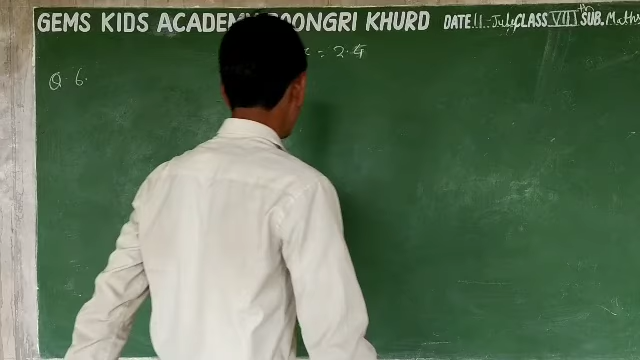 GEMS KIDS ACADEMY DOONGRI KHURD DATE 11 July CLASS VIIth SUB. Maths
= 2.4
Q. 6.